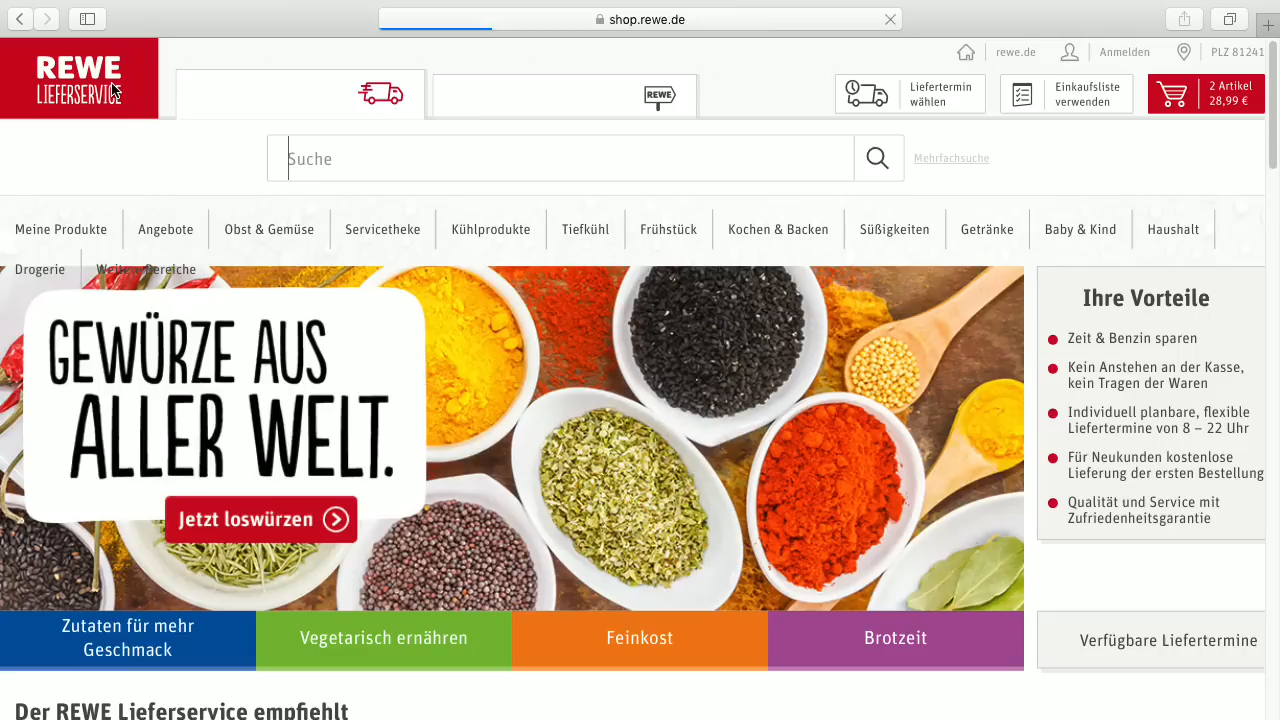 shop.rewe.de
REWE
LIEFERSERVICE
rewe.de
Anmelden
PLZ 81241
REWE
Liefertermin
wählen
Einkaufsliste
verwenden
2 Artikel
28,99 €
Suche
Mehrfachsuche
Meine Produkte
Angebote
Obst & Gemüse
Servicetheke
Kühlprodukte
Tiefkühl
Frühstück
Kochen & Backen
Süßigkeiten
Getränke
Baby & Kind
Haushalt
Drogerie
Weitere Bereiche
GEWÜRZE AUS
ALLER WELT.
Jetzt loswürzen
Ihre Vorteile
Zeit & Benzin sparen
Kein Anstehen an der Kasse,
kein Tragen der Waren
Individuell planbare, flexible
Liefertermine von 8 – 22 Uhr
Für Neukunden kostenlose
Lieferung der ersten Bestellung
Qualität und Service mit
Zufriedenheitsgarantie
Zutaten für mehr
Geschmack
Vegetarisch ernähren
Feinkost
Brotzeit
Verfügbare Liefertermine
Der REWE Lieferservice empfiehlt